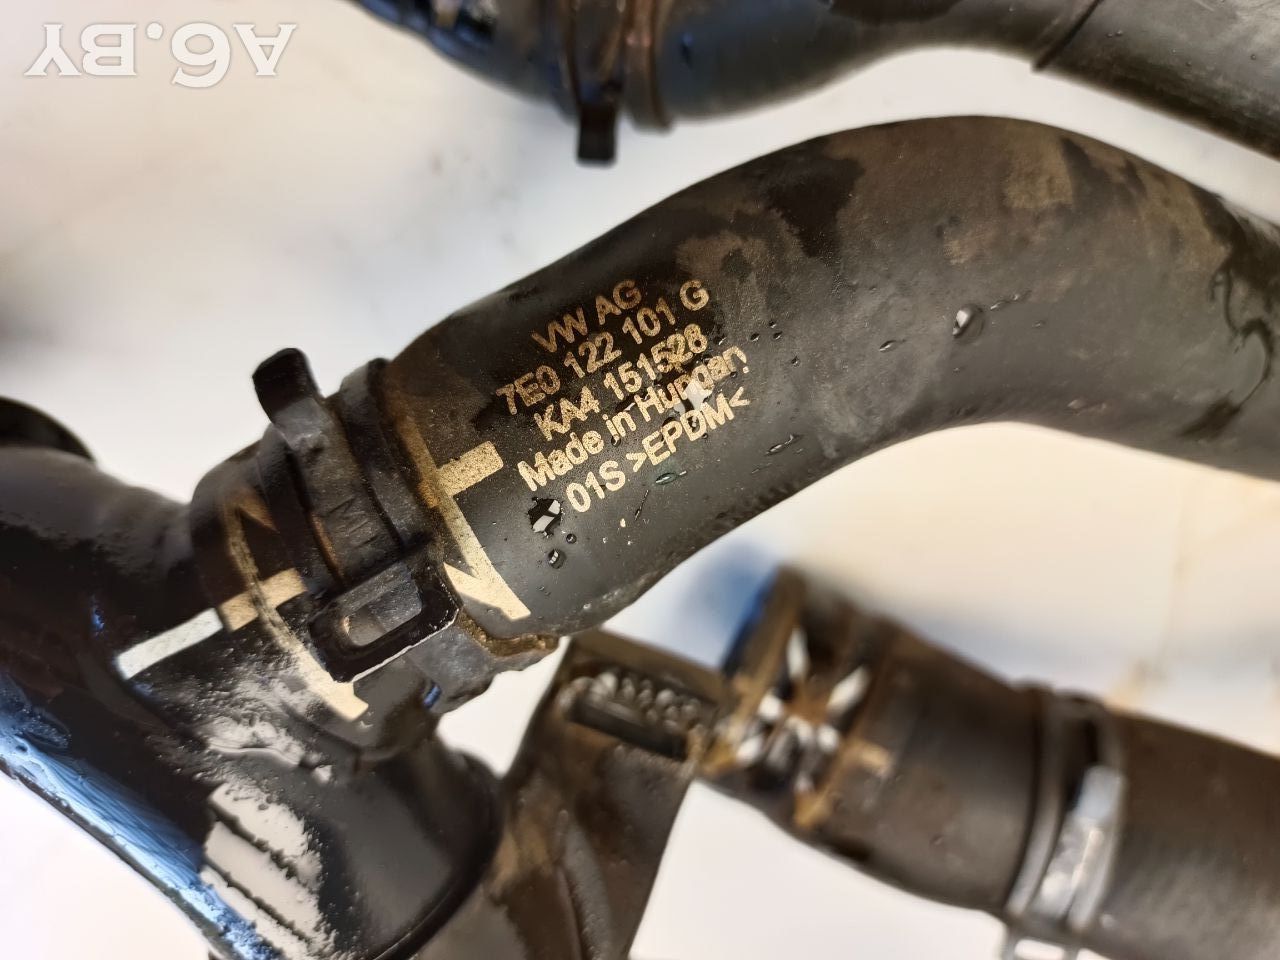 A6.BY
VW AG
7E0 122 101 G
KA4 151528
Made in Hungary
01S >EPDM<